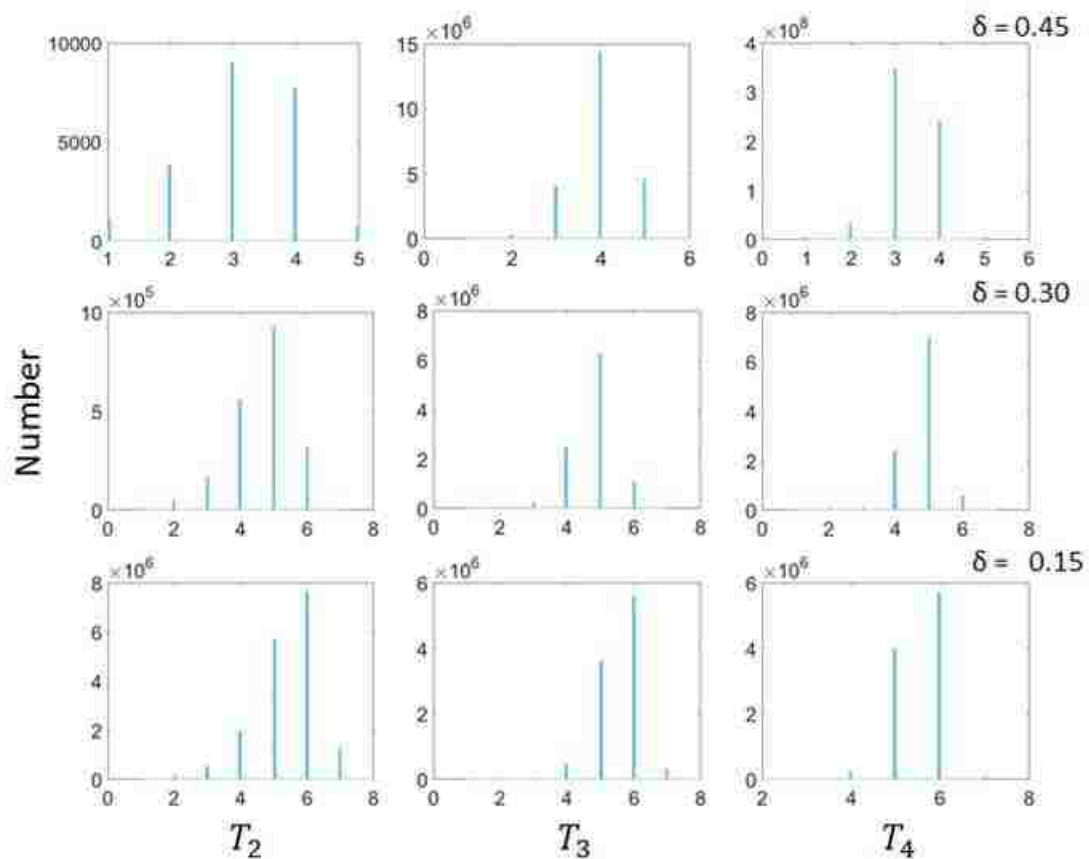 δ = 0.45
×10⁶ ×10⁸
10000 15 4
3
10 2
5000 5 1
0 0 0
1 2 3 4 5 0 2 4 6 0 1 2 3 4 5 6
δ = 0.30
×10⁵ ×10⁶ ×10⁶
10 8 8
6 6
5 4 4
2 2
0 0 0
0 2 4 6 8 0 2 4 6 8 0 2 4 6 8
Number
δ = 0.15
×10⁶ ×10⁶ ×10⁶
8 6 6
6 4 4
4 2 2
2
0 0 0
0 2 4 6 8 0 2 4 6 8 2 4 6 8
T₂ T₃ T₄